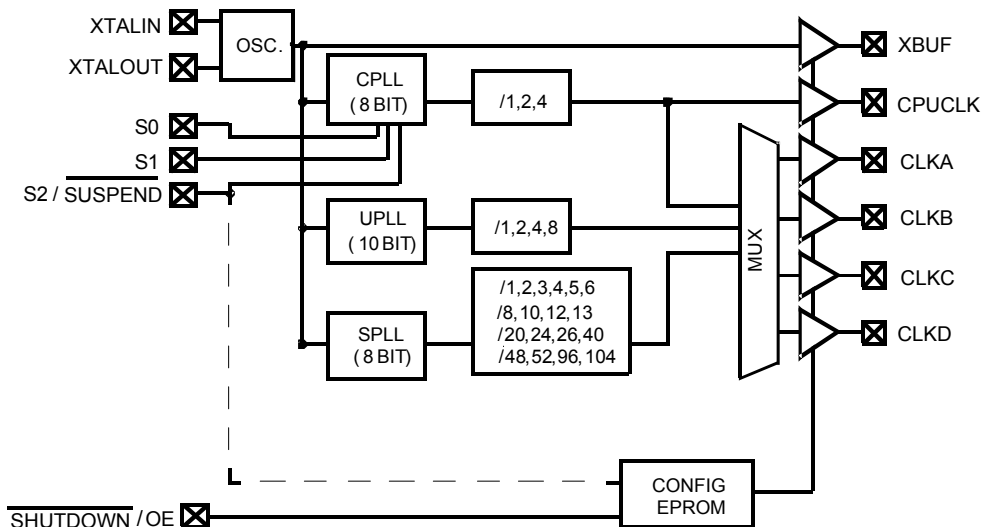 XTALIN
OSC.
XTALOUT
XBUF
CPLL
(8 BIT)
/1,2,4
CPUCLK
S0
S1
S2 / SUSPEND
CLKA
UPLL
(10 BIT)
/1,2,4,8
MUX
CLKB
CLKC
SPLL
(8 BIT)
/1,2,3,4,5,6
/8,10,12,13
/20,24,26,40
/48,52,96,104
CLKD
CONFIG
EPROM
SHUTDOWN / OE